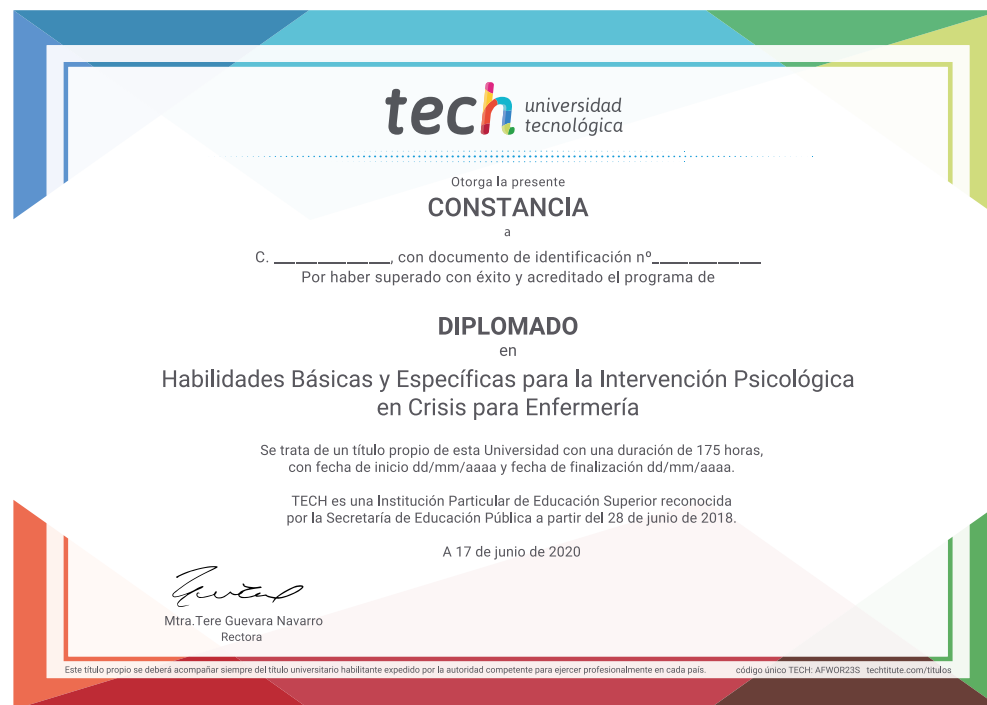 tech universidad
tecnológica
Otorga la presente
CONSTANCIA
a
C. ______________, con documento de identificación nº_____________
Por haber superado con éxito y acreditado el programa de
DIPLOMADO
en
Habilidades Básicas y Específicas para la Intervención Psicológica
en Crisis para Enfermería
Se trata de un título propio de esta Universidad con una duración de 175 horas,
con fecha de inicio dd/mm/aaaa y fecha de finalización dd/mm/aaaa.
TECH es una Institución Particular de Educación Superior reconocida
por la Secretaría de Educación Pública a partir del 28 de junio de 2018.
A 17 de junio de 2020
Mtra.Tere Guevara Navarro
Rectora
Este título propio se deberá acompañar siempre del título universitario habilitante expedido por la autoridad competente para ejercer profesionalmente en cada país. código único TECH: AFWOR23S techtitute.com/titulos